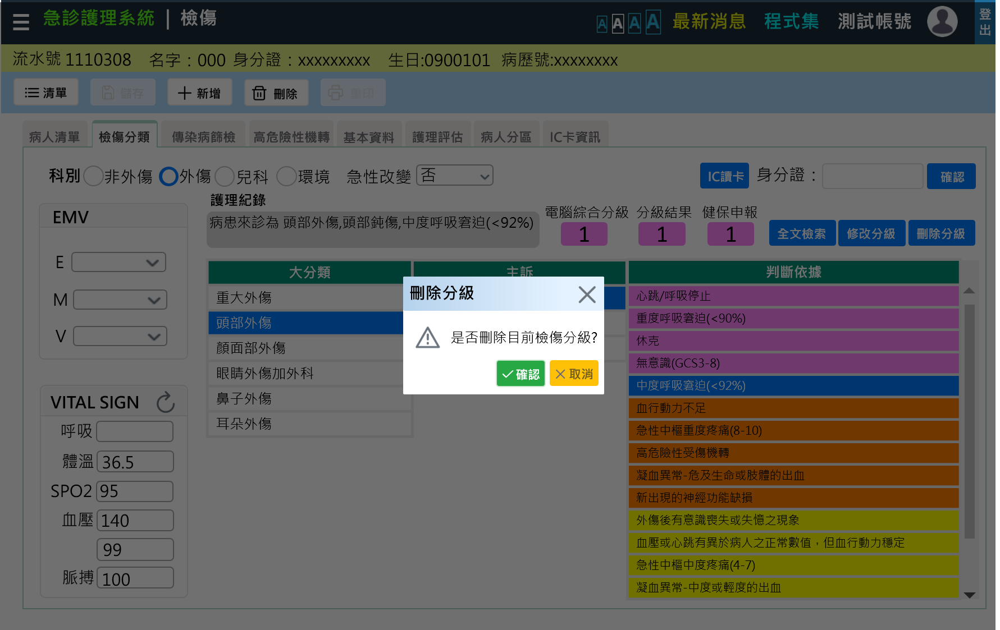 急診護理系統 | 檢傷
A A A A 最新消息 程式集 測試帳號 登出
流水號 1110308 名字：000 身分證：xxxxxxxxx 生日:0900101 病歷號:xxxxxxxx
清單 儲存 新增 刪除 重印
病人清單 檢傷分類 傳染病篩檢 高危險性機轉 基本資料 護理評估 病人分區 IC卡資訊
科別 非外傷 外傷 兒科 環境 急性改變 否 IC讀卡 身分證： 確認
護理紀錄
病患來診為 頭部外傷,頭部鈍傷,中度呼吸窘迫(<92%)
電腦綜合分級 分級結果 健保申報
1 1 1
全文檢索 修改分級 刪除分級
EMV
E
M
V
VITAL SIGN
呼吸
體溫 36.5
SPO2 95
血壓 140
99
脈搏 100
大分類
重大外傷
頭部外傷
顏面部外傷
眼睛外傷加外科
鼻子外傷
耳朵外傷
主訴
刪除分級
是否刪除目前檢傷分級?
確認 取消
判斷依據
心跳/呼吸停止
重度呼吸窘迫(<90%)
休克
無意識(GCS3-8)
中度呼吸窘迫(<92%)
血行動力不足
急性中樞重度疼痛(8-10)
高危險性受傷機轉
凝血異常-危及生命或肢體的出血
新出現的神經功能缺損
外傷後有意識喪失或失憶之現象
血壓或心跳有異於病人之正常數值，但血行動力穩定
急性中樞中度疼痛(4-7)
凝血異常-中度或輕度的出血